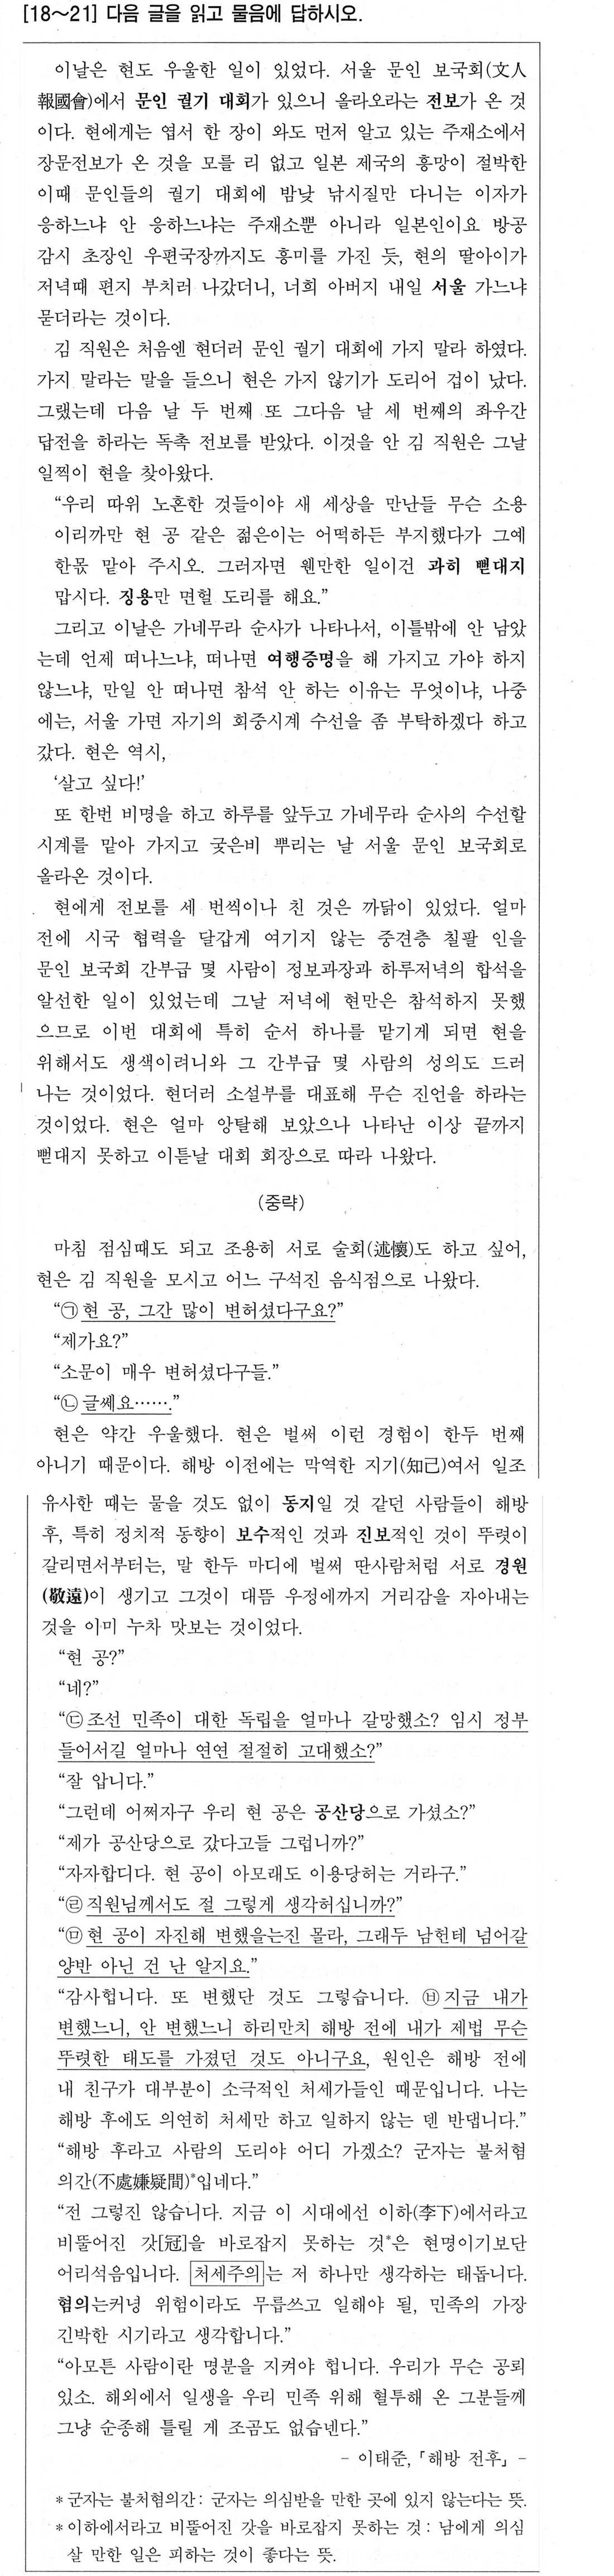 [18～21] 다음 글을 읽고 물음에 답하시오.
이날은 현도 우울한 일이 있었다. 서울 문인 보국회(文人
報國會)에서 문인 궐기 대회가 있으니 올라오라는 전보가 온 것
이다. 현에게는 엽서 한 장이 와도 먼저 알고 있는 주재소에서
장문전보가 온 것을 모를 리 없고 일본 제국의 흥망이 절박한
이때 문인들의 궐기 대회에 밤낮 낚시질만 다니는 이자가
응하느냐 안 응하느냐는 주재소뿐 아니라 일본인이요 방공
감시 초장인 우편국장까지도 흥미를 가진 듯, 현의 딸아이가
저녁때 편지 부치러 나갔더니, 너희 아버지 내일 서울 가느냐
묻더라는 것이다.
김 직원은 처음엔 현더러 문인 궐기 대회에 가지 말라 하였다.
가지 말라는 말을 들으니 현은 가지 않기가 도리어 겁이 났다.
그랬는데 다음 날 두 번째 또 그다음 날 세 번째의 좌우간
답전을 하라는 독촉 전보를 받았다. 이것을 안 김 직원은 그날
일찍이 현을 찾아왔다.
“우리 따위 노혼한 것들이야 새 세상을 만난들 무슨 소용
이리까만 현 공 같은 젊은이는 어떡하든 부지했다가 그예
한몫 맡아 주시오. 그러자면 웬만한 일이건 과히 뻗대지
맙시다. 징용만 면헐 도리를 해요.”
그리고 이날은 가네무라 순사가 나타나서, 이틀밖에 안 남았
는데 언제 떠나느냐, 떠나면 여행증명을 해 가지고 가야 하지
않느냐, 만일 안 떠나면 참석 안 하는 이유는 무엇이냐, 나중
에는, 서울 가면 자기의 회중시계 수선을 좀 부탁하겠다 하고
갔다. 현은 역시,
‘살고 싶다!’
또 한번 비명을 하고 하루를 앞두고 가네무라 순사의 수선할
시계를 맡아 가지고 궂은비 뿌리는 날 서울 문인 보국회로
올라온 것이다.
현에게 전보를 세 번씩이나 친 것은 까닭이 있었다. 얼마
전에 시국 협력을 달갑게 여기지 않는 중견층 칠팔 인을
문인 보국회 간부급 몇 사람이 정보과장과 하루저녁의 합석을
알선한 일이 있었는데 그날 저녁에 현만은 참석하지 못했
으므로 이번 대회에 특히 순서 하나를 맡기게 되면 현을
위해서도 생색이려니와 그 간부급 몇 사람의 성의도 드러
나는 것이었다. 현더러 소설부를 대표해 무슨 진언을 하라는
것이었다. 현은 얼마 앙탈해 보았으나 나타난 이상 끝까지
뻗대지 못하고 이튿날 대회 회장으로 따라 나왔다.
(중략)
마침 점심때도 되고 조용히 서로 술회(述懷)도 하고 싶어,
현은 김 직원을 모시고 어느 구석진 음식점으로 나왔다.
“㉠현 공, 그간 많이 변허셨다구요?”
“제가요?”
“소문이 매우 변허셨다구들.”
“㉡글쎄요…….”
현은 약간 우울했다. 현은 벌써 이런 경험이 한두 번째
아니기 때문이다. 해방 이전에는 막역한 지기(知己)여서 일조
유사한 때는 물을 것도 없이 동지일 것 같던 사람들이 해방
후, 특히 정치적 동향이 보수적인 것과 진보적인 것이 뚜렷이
갈리면서부터는, 말 한두 마디에 벌써 딴사람처럼 서로 경원
(敬遠)이 생기고 그것이 대뜸 우정에까지 거리감을 자아내는
것을 이미 누차 맛보는 것이었다.
“현 공?”
“네?”
“㉢조선 민족이 대한 독립을 얼마나 갈망했소? 임시 정부
들어서길 얼마나 연연 절절히 고대했소?”
“잘 압니다.”
“그런데 어쩌자구 우리 현 공은 공산당으로 가셨소?”
“제가 공산당으로 갔다고들 그럽니까?”
“자자합디다. 현 공이 아모래도 이용당허는 거라구.”
“㉣직원님께서도 절 그렇게 생각허십니까?”
“㉤현 공이 자진해 변했을는진 몰라, 그래두 남헌테 넘어갈
양반 아닌 건 난 알지요.”
“감사헙니다. 또 변했단 것도 그렇습니다. ㉥지금 내가
변했느니, 안 변했느니 하리만치 해방 전에 내가 제법 무슨
뚜렷한 태도를 가졌던 것도 아니구요, 원인은 해방 전에
내 친구가 대부분이 소극적인 처세가들인 때문입니다. 나는
해방 후에도 의연히 처세만 하고 일하지 않는 덴 반댑니다.”
“해방 후라고 사람의 도리야 어디 가겠소? 군자는 불처혐
의간(不處嫌疑間)*입네다.”
“전 그렇진 않습니다. 지금 이 시대에선 이하(李下)에서라고
비뚤어진 갓[冠]을 바로잡지 못하는 것*은 현명이기보단
어리석음입니다. 처세주의는 저 하나만 생각하는 태돕니다.
혐의는커녕 위험이라도 무릅쓰고 일해야 될, 민족의 가장
긴박한 시기라고 생각합니다.”
“아모튼 사람이란 명분을 지켜야 헙니다. 우리가 무슨 공뢰
있소. 해외에서 일생을 우리 민족 위해 혈투해 온 그분들께
그냥 순종해 틀릴 게 조곰도 없습넨다.”
- 이태준, 「해방 전후」 -
* 군자는 불처혐의간 : 군자는 의심받을 만한 곳에 있지 않는다는 뜻.
* 이하에서라고 비뚤어진 갓을 바로잡지 못하는 것 : 남에게 의심
살 만한 일은 피하는 것이 좋다는 뜻.